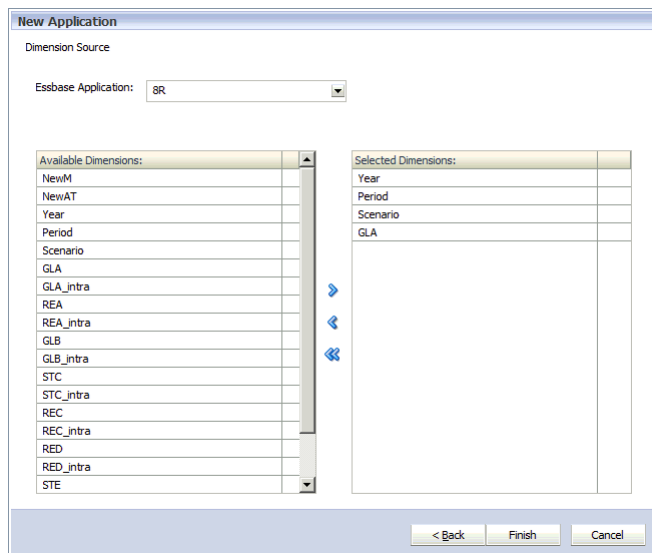 New Application
Dimension Source
Essbase Application: 8R
Available Dimensions:
NewM
NewAT
Year
Period
Scenario
GLA
GLA_intra
REA
REA_intra
GLB
GLB_intra
STC
STC_intra
REC
REC_intra
RED
RED_intra
STE
Selected Dimensions:
Year
Period
Scenario
GLA
< Back Finish Cancel